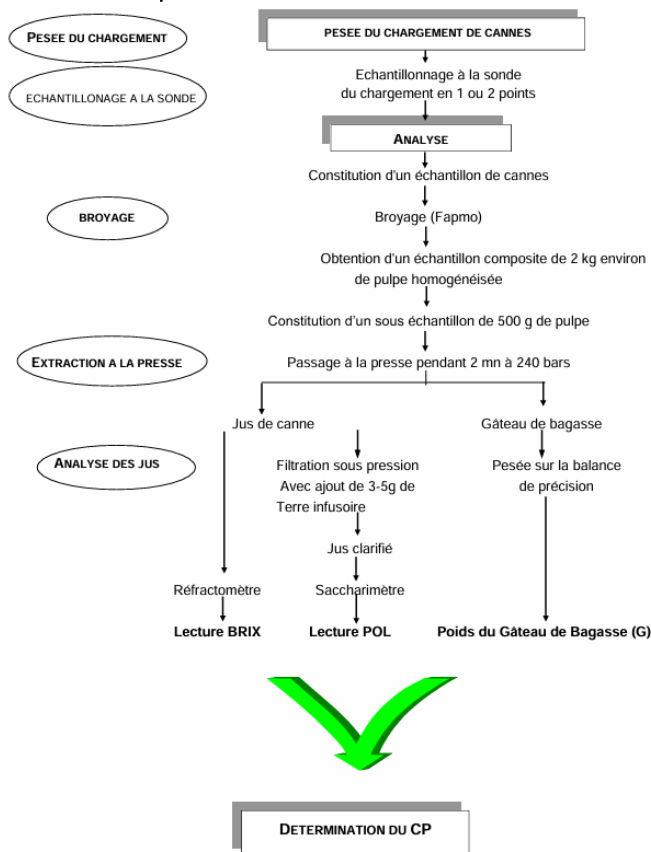 PESEE DU CHARGEMENT
PESEE DU CHARGEMENT DE CANNES
ECHANTILLONAGE A LA SONDE
Echantillonnage à la sonde
du chargement en 1 ou 2 points
ANALYSE
Constitution d'un échantillon de cannes
BROYAGE
Broyage (Fapmo)
Obtention d'un échantillon composite de 2 kg environ
de pulpe homogénéisée
Constitution d'un sous échantillon de 500 g de pulpe
EXTRACTION A LA PRESSE
Passage à la presse pendant 2 mn à 240 bars
Jus de canne
Gâteau de bagasse
ANALYSE DES JUS
Filtration sous pression
Avec ajout de 3-5g de
Terre infusoire
Pesée sur la balance
de précision
Jus clarifié
Réfractomètre
Saccharimètre
Lecture BRIX
Lecture POL
Poids du Gâteau de Bagasse (G)
DETERMINATION DU CP